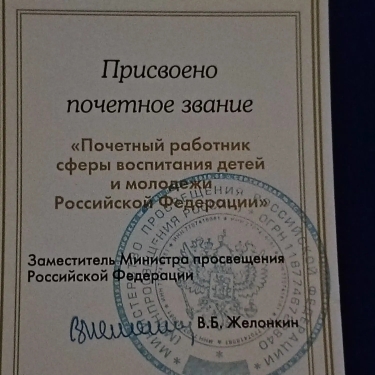 Присвоено
почетное звание
«Почетный работник
сферы воспитания детей
и молодежи
Российской Федерации»
Заместитель Министра просвещения
Российской Федерации
В.Б. Желонкин